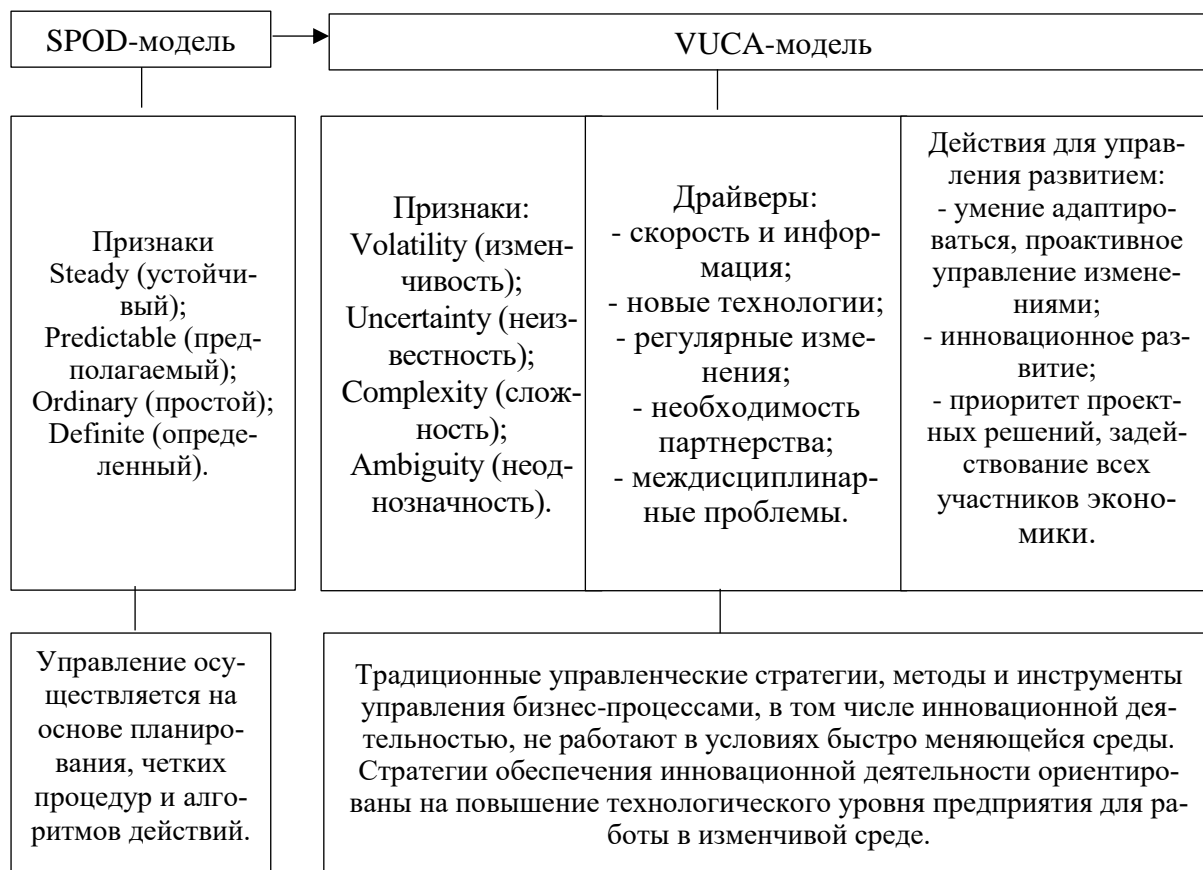 SPOD-модель
VUCA-модель
Признаки
Steady (устойчи-
вый);
Predictable (пред-
полагаемый);
Ordinary (простой);
Definite (опреде-
ленный).
Признаки:
Volatility (измен-
чивость);
Uncertainty (неиз-
вестность);
Complexity (слож-
ность);
Ambiguity (неод-
нозначность).
Драйверы:
- скорость и инфор-
мация;
- новые технологии;
- регулярные изме-
нения;
- необходимость
партнерства;
- междисциплинар-
ные проблемы.
Действия для управ-
ления развитием:
- умение адаптиро-
ваться, проактивное
управление измене-
ниями;
- инновационное раз-
витие;
- приоритет проект-
ных решений, задей-
ствование всех
участников эконо-
мики.
Управление осу-
ществляется на
основе планиро-
вания, четких
процедур и алго-
ритмов действий.
Традиционные управленческие стратегии, методы и инструменты
управления бизнес-процессами, в том числе инновационной дея-
тельностью, не работают в условиях быстро меняющейся среды.
Стратегии обеспечения инновационной деятельности ориентиро-
ваны на повышение технологического уровня предприятия для ра-
боты в изменчивой среде.